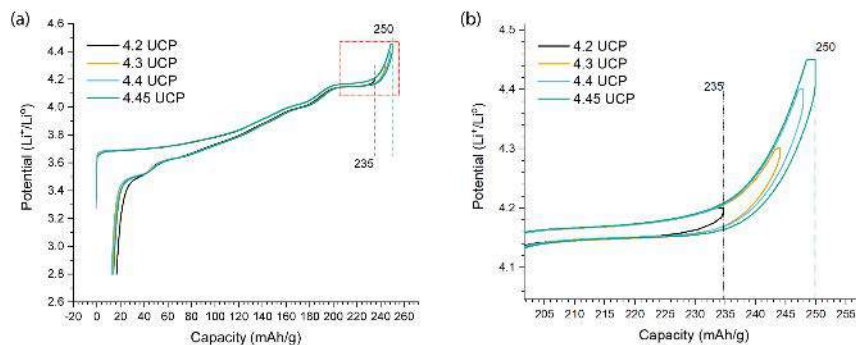 (a)
4.6
4.4
4.2
4.0
3.8
3.6
3.4
3.2
3.0
2.8
2.6
Potential (Li⁺/Li⁰)
4.2 UCP
4.3 UCP
4.4 UCP
4.45 UCP
250
235
-20 0 20 40 60 80 100 120 140 160 180 200 220 240 260
Capacity (mAh/g)
(b)
4.5
4.4
4.3
4.2
4.1
Potential (Li⁺/Li⁰)
4.2 UCP
4.3 UCP
4.4 UCP
4.45 UCP
235
250
205 210 215 220 225 230 235 240 245 250 255
Capacity (mAh/g)